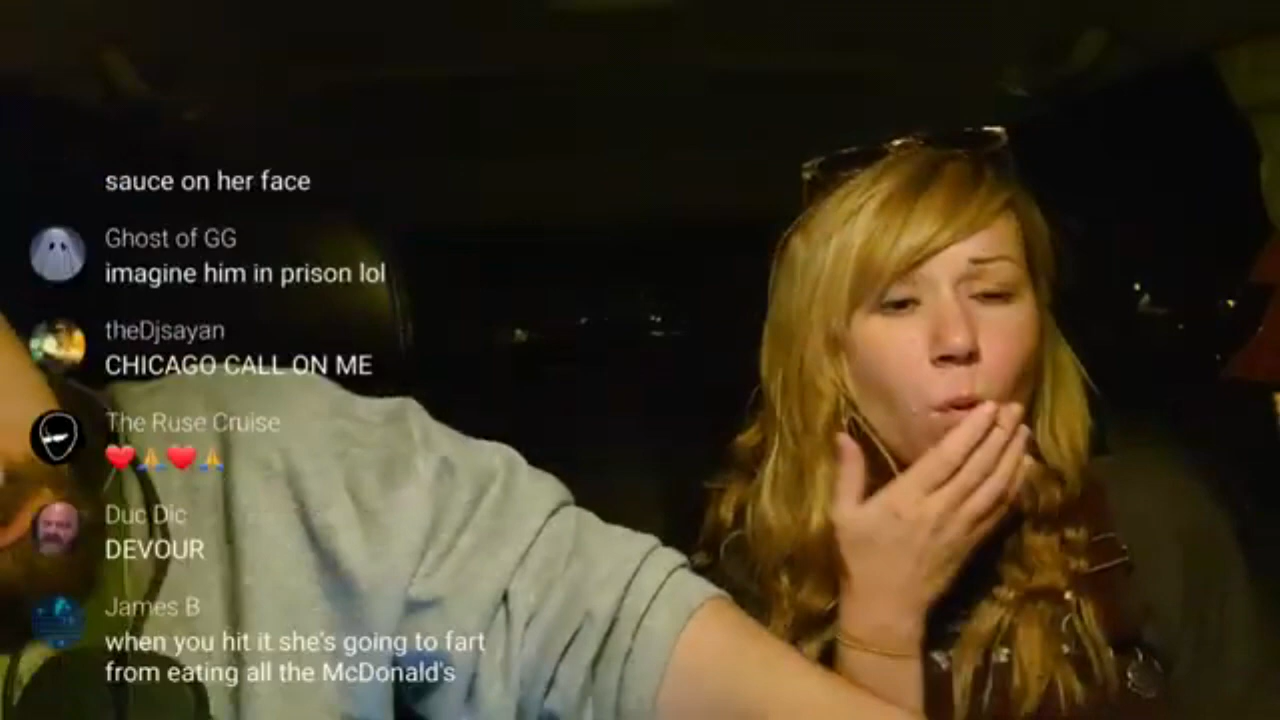 sauce on her face
Ghost of GG
imagine him in prison lol
theDjsayan
CHICAGO CALL ON ME
The Ruse Cruise
❤️🙏❤️🙏
Duc Dic
DEVOUR
James B
when you hit it she's going to fart
from eating all the McDonald's